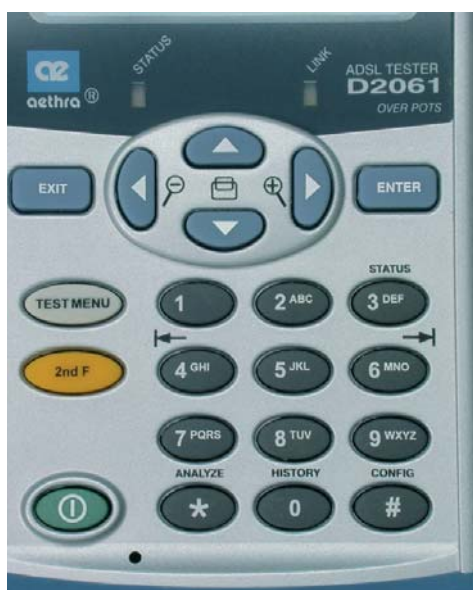 STATUS
LINK
aethra ®
ADSL TESTER
D2061
OVER POTS
EXIT
ENTER
STATUS
TEST MENU
1
2 ABC
3 DEF
2nd F
4 GHI
5 JKL
6 MNO
7 PQRS
8 TUV
9 WXYZ
ANALYZE
HISTORY
CONFIG
*
0
#